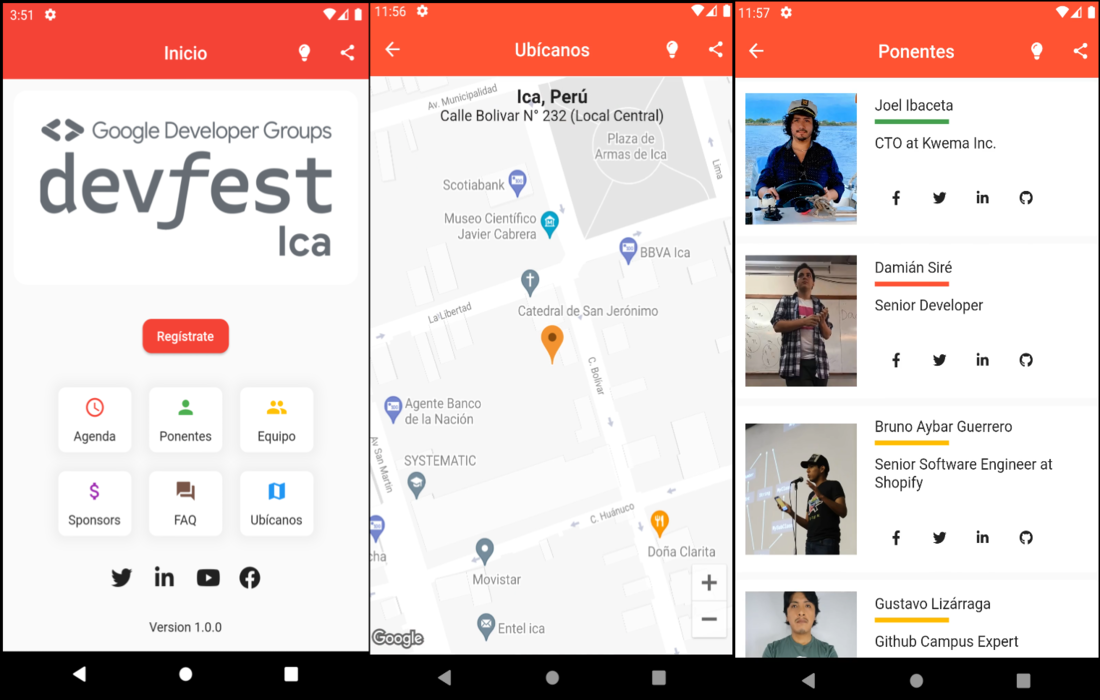 3:51
Inicio
<> Google Developer Groups
devfest
Ica
Regístrate
Agenda
Ponentes
Equipo
Sponsors
FAQ
Ubícanos
Version 1.0.0
11:56
Ubícanos
Av. Municipalidad
Ica, Perú
Calle Bolivar N° 232 (Local Central)
Plaza de
Armas de Ica
Lima
Scotiabank
Museo Científico
Javier Cabrera
BBVA Ica
La Libertad
Catedral de San Jerónimo
C. Bolívar
Agente Banco
de la Nación
Av San Martin
SYSTEMATIC
C. Huánuco
cha
Doña Clarita
Movistar
Entel ica
+
−
Google
11:57
Ponentes
Joel Ibaceta
CTO at Kwema Inc.
Damián Siré
Senior Developer
Bruno Aybar Guerrero
Senior Software Engineer at
Shopify
Gustavo Lizárraga
Github Campus Expert